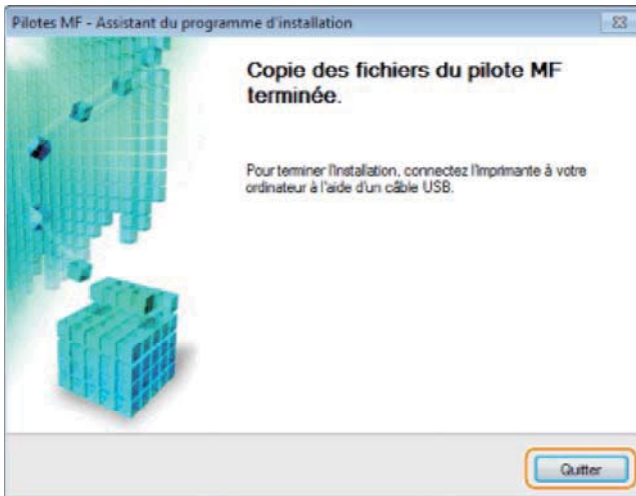 Pilotes MF - Assistant du programme d'installation
Copie des fichiers du pilote MF
terminée.
Pour terminer l'installation, connectez l'imprimante à votre
ordinateur à l'aide d'un câble USB.
Quitter